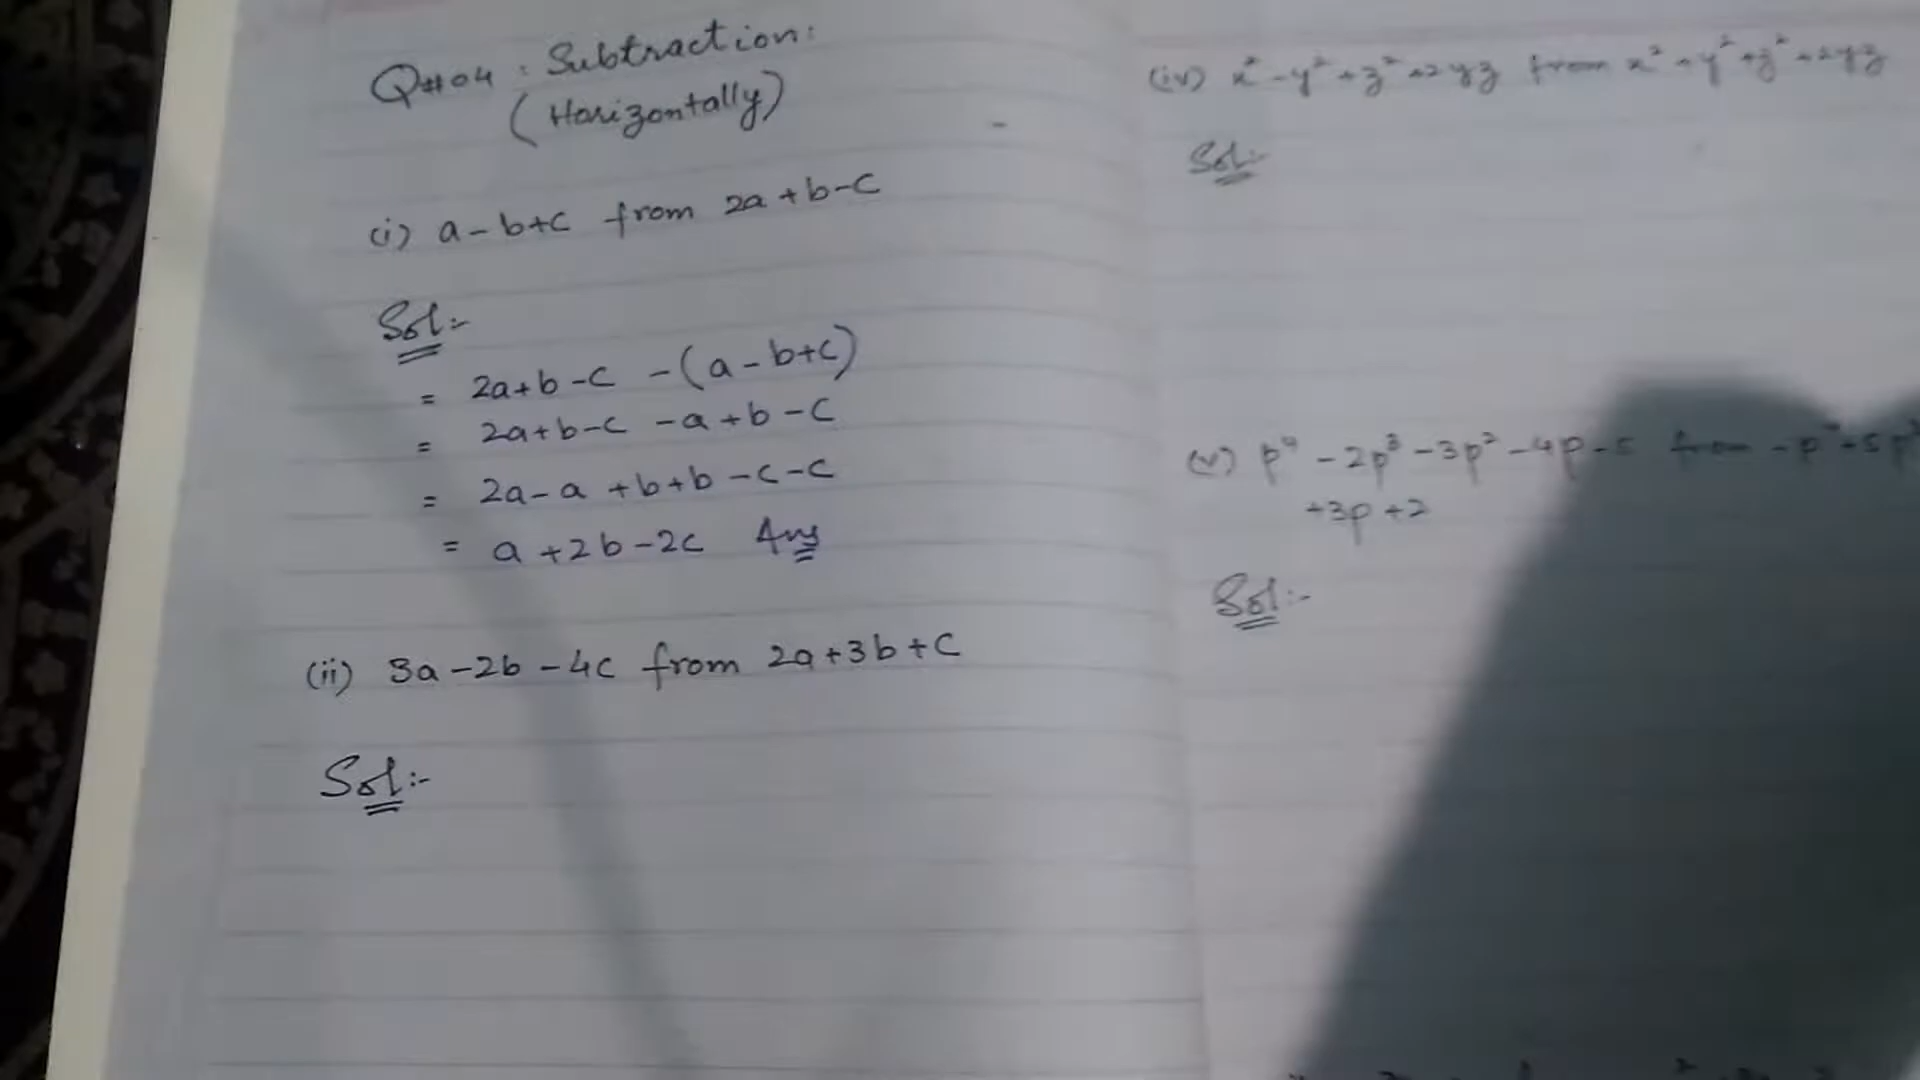 Q#04 : Subtraction:
(Horizontally)
(i) a-b+c from 2a+b-c
Sol:-
= 2a+b-c -(a-b+c)
= 2a+b-c -a+b-c
= 2a-a +b+b-c-c
= a+2b-2c Ans
(ii) 3a-2b-4c from 2a+3b+c
Sol:-
(iv) x²-y²+z²+2yz from x²+y²+z²
Sol:-
(v) p⁴-2p³-3p²-4p-5 from
+3p+2
Sol:-